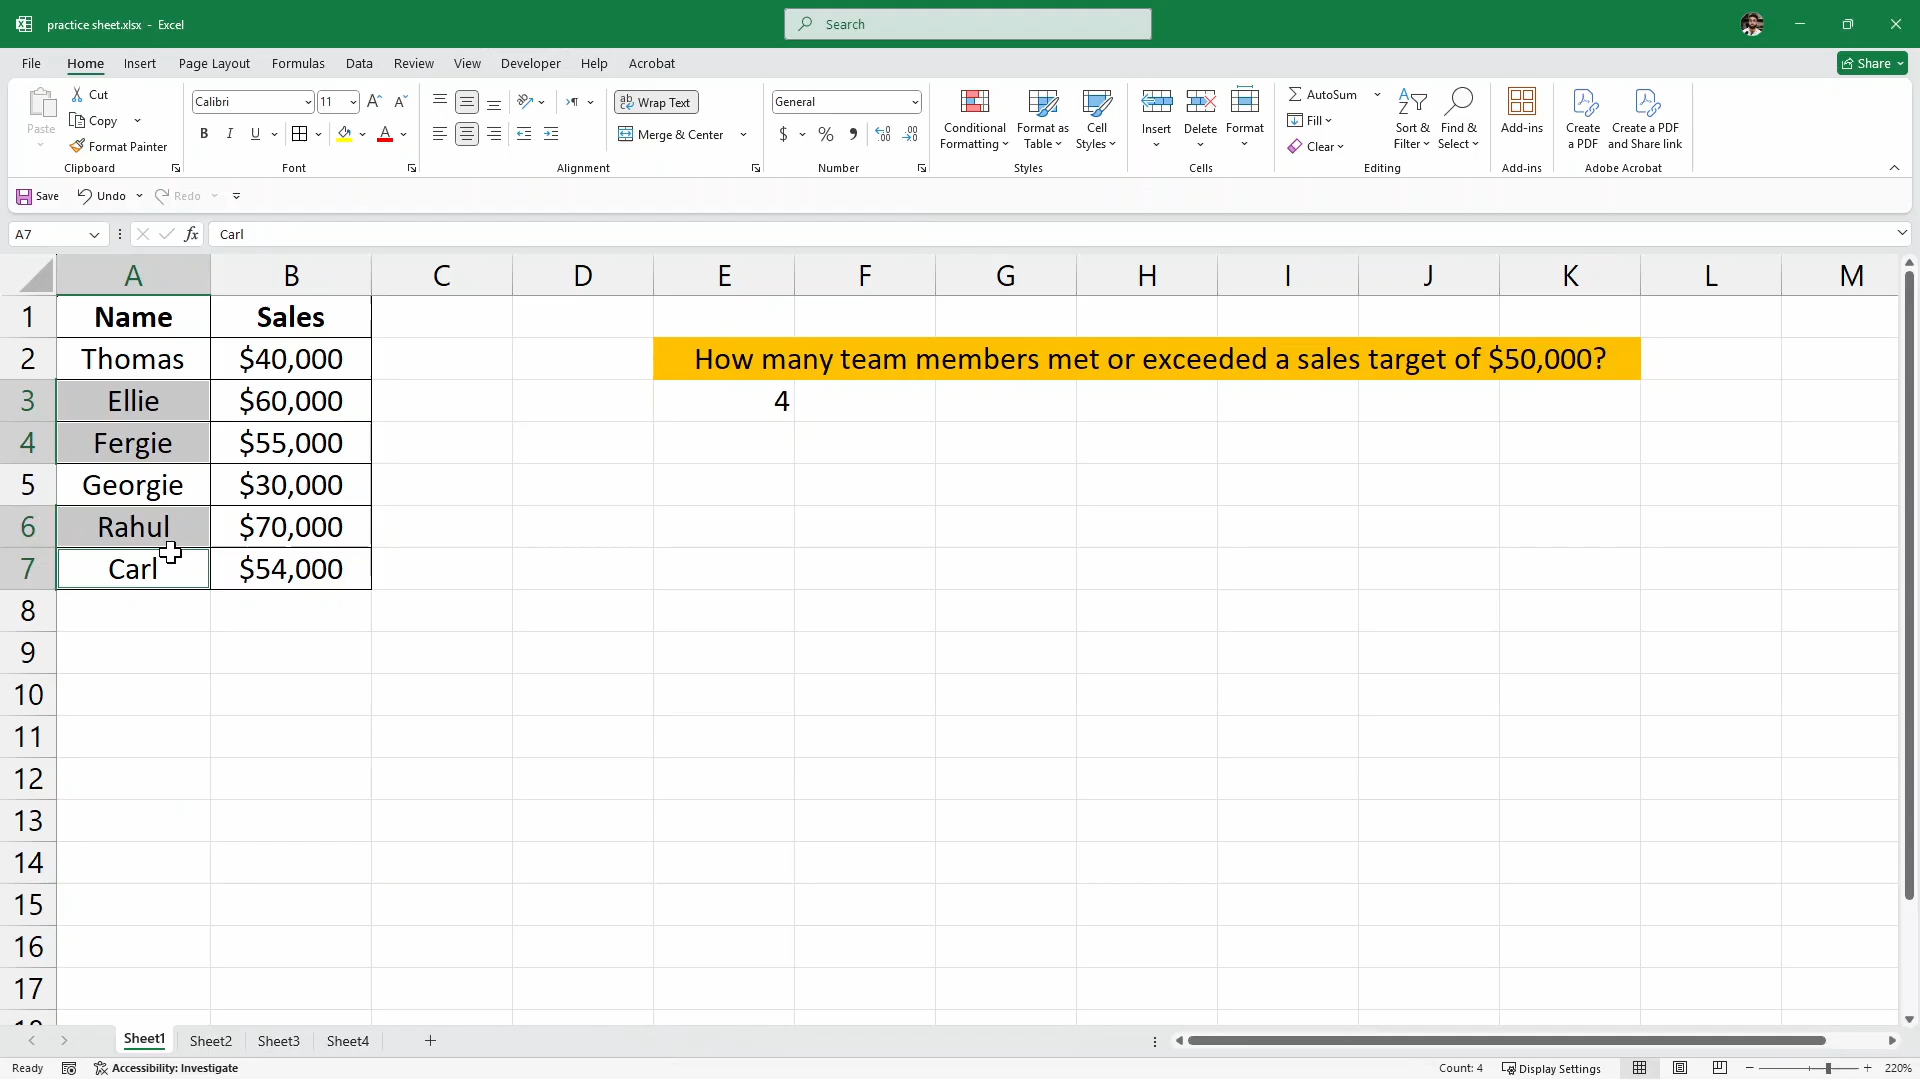 practice sheet.xlsx - Excel
Search
File Home Insert Page Layout Formulas Data Review View Developer Help Acrobat
Share
Paste
Cut
Copy
Format Painter
Clipboard
Calibri 11
B I U
Font
Wrap Text
Merge & Center
Alignment
General
$ % ,
Number
Conditional Formatting
Format as Table
Cell Styles
Styles
Insert Delete Format
Cells
AutoSum
Fill
Clear
Sort & Filter
Find & Select
Editing
Add-ins
Add-ins
Create a PDF
Create a PDF and Share link
Adobe Acrobat
Save Undo Redo
A7 fx Carl
A B C D E F G H I J K L M
1 Name Sales
2 Thomas $40,000 How many team members met or exceeded a sales target of $50,000?
3 Ellie $60,000 4
4 Fergie $55,000
5 Georgie $30,000
6 Rahul $70,000
7 Carl $54,000
8
9
10
11
12
13
14
15
16
17
Sheet1 Sheet2 Sheet3 Sheet4
Ready Accessibility: Investigate Count: 4 Display Settings 220%